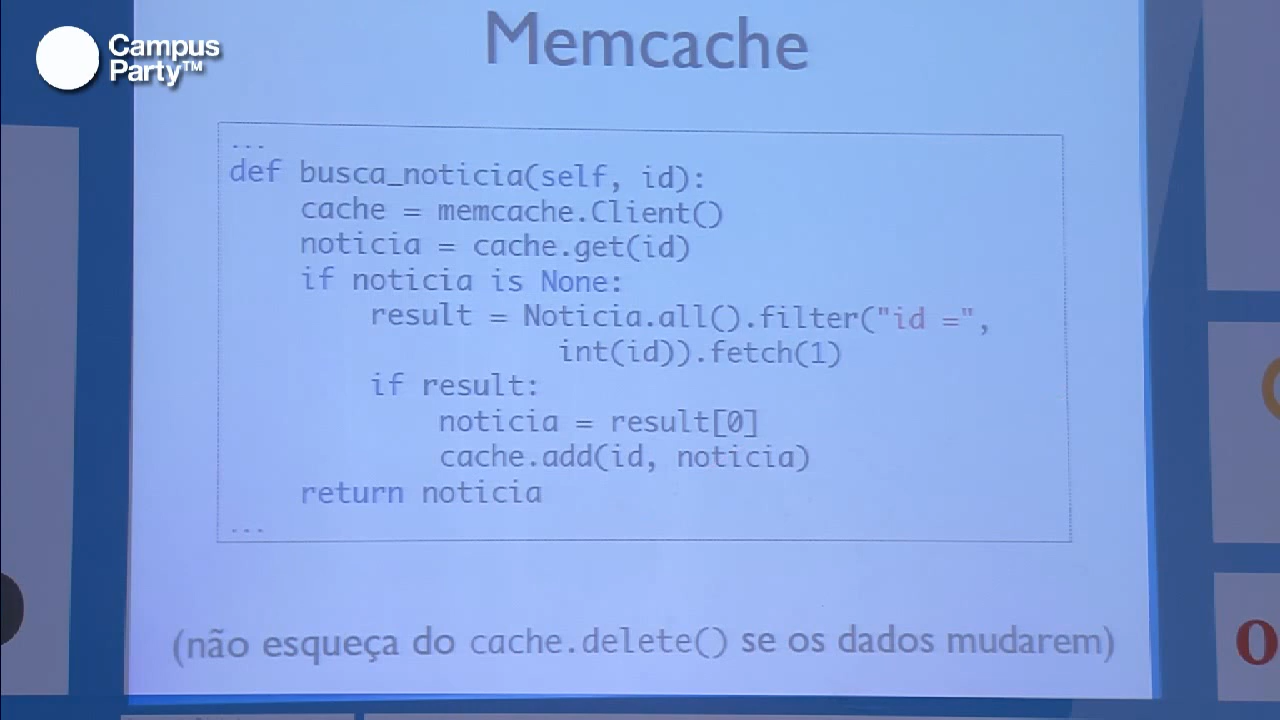 Campus
Party™
Memcache
...
def busca_noticia(self, id):
    cache = memcache.Client()
    noticia = cache.get(id)
    if noticia is None:
        result = Noticia.all().filter("id =",
                   int(id)).fetch(1)
        if result:
            noticia = result[0]
            cache.add(id, noticia)
    return noticia
...
(não esqueça do cache.delete() se os dados mudarem)